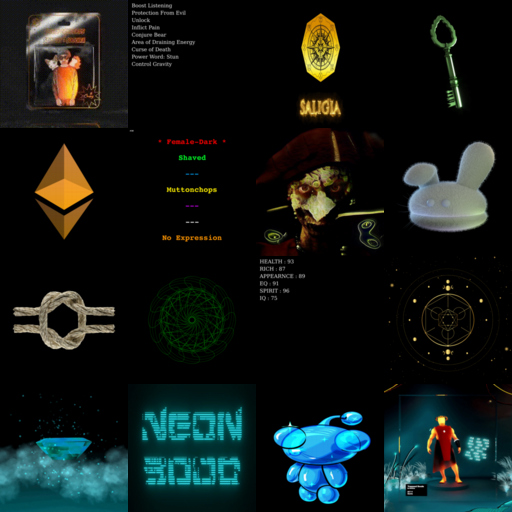 Boost Listening
Protection From Evil
Unlock
Inflict Pain
Conjure Bear
Area of Draining Energy
Curse of Death
Power Word: Stun
Control Gravity
SALIGIA
* Female-Dark *
Shaved
---
Muttonchops
---
---
No Expression
HEALTH : 93
RICH : 87
APPEARNCE : 89
EQ : 91
SPIRIT : 96
IQ : 75
NEON
9000